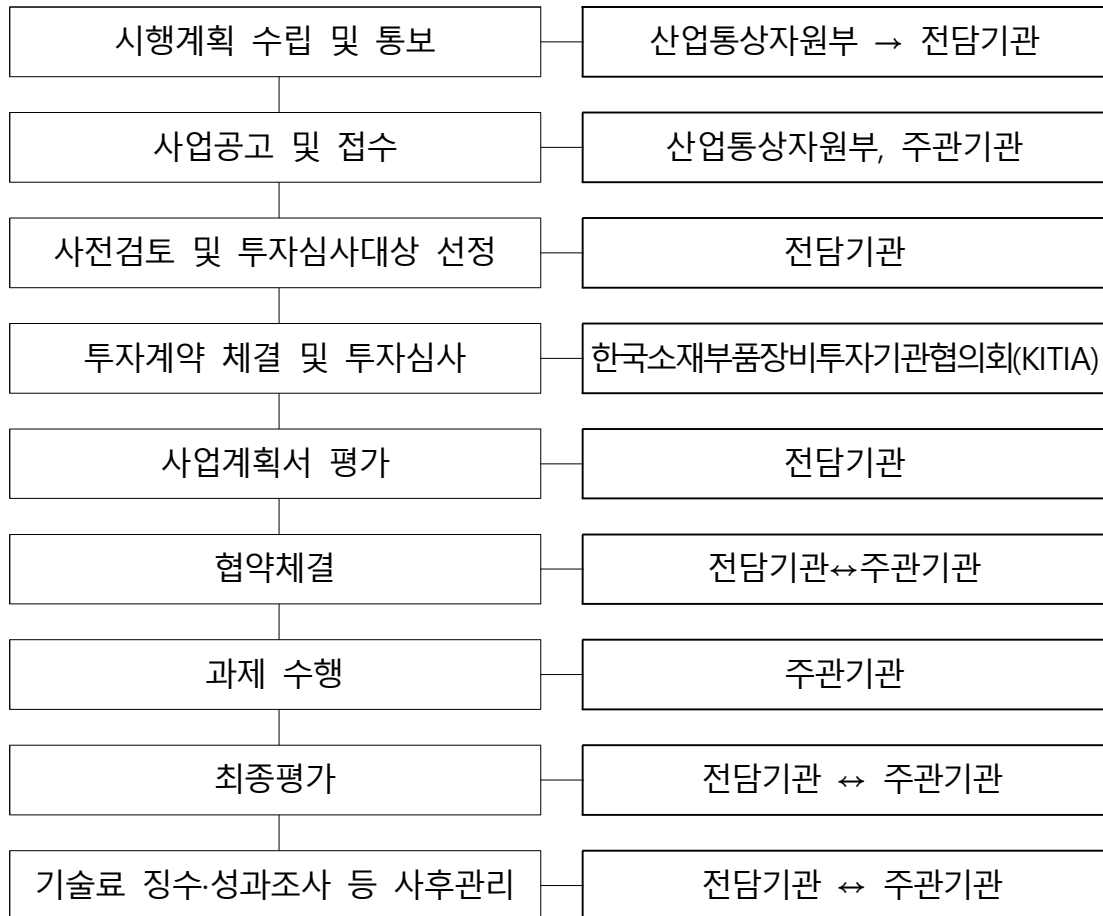 시행계획 수립 및 통보
산업통상자원부 → 전담기관
사업공고 및 접수
산업통상자원부, 주관기관
사전검토 및 투자심사대상 선정
전담기관
투자계약 체결 및 투자심사
한국소재부품장비투자기관협의회(KITIA)
사업계획서 평가
전담기관
협약체결
전담기관↔주관기관
과제 수행
주관기관
최종평가
전담기관 ↔ 주관기관
기술료 징수·성과조사 등 사후관리
전담기관 ↔ 주관기관